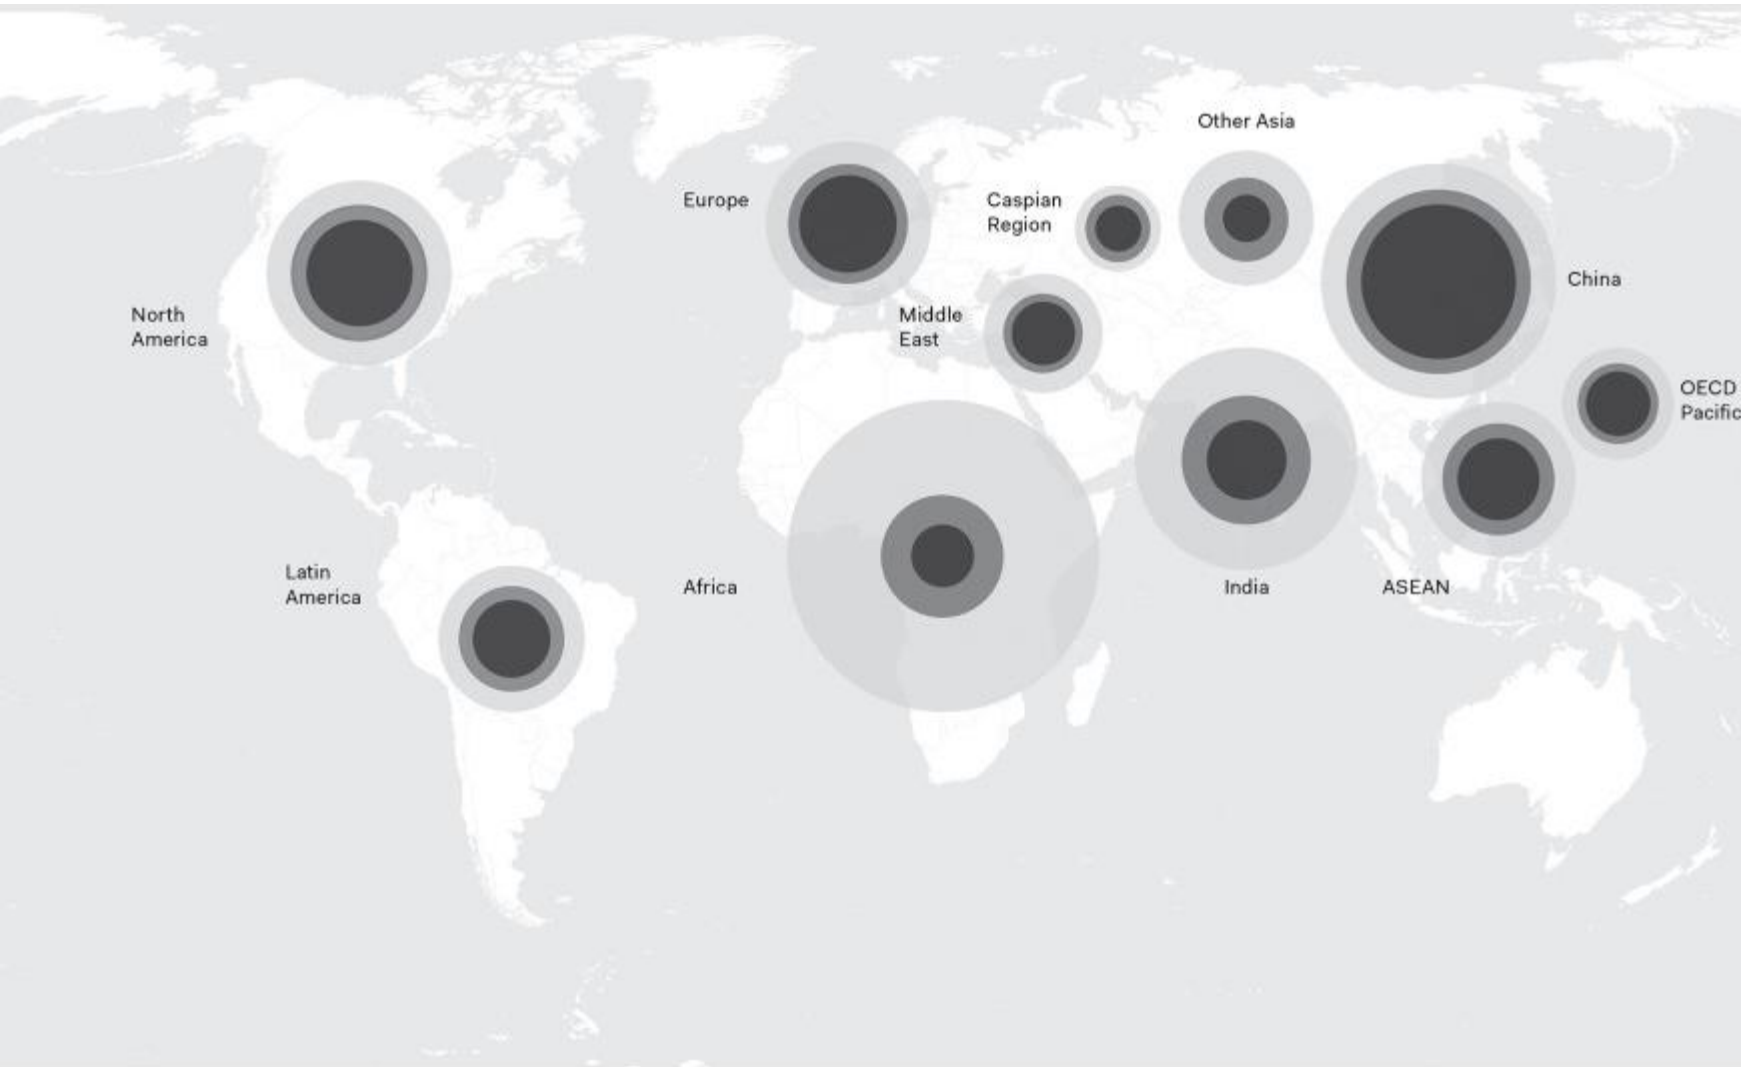 Other Asia
Europe
Caspian
Region
China
North
America
Middle
East
OECD
Pacific
Latin
America
Africa
India
ASEAN